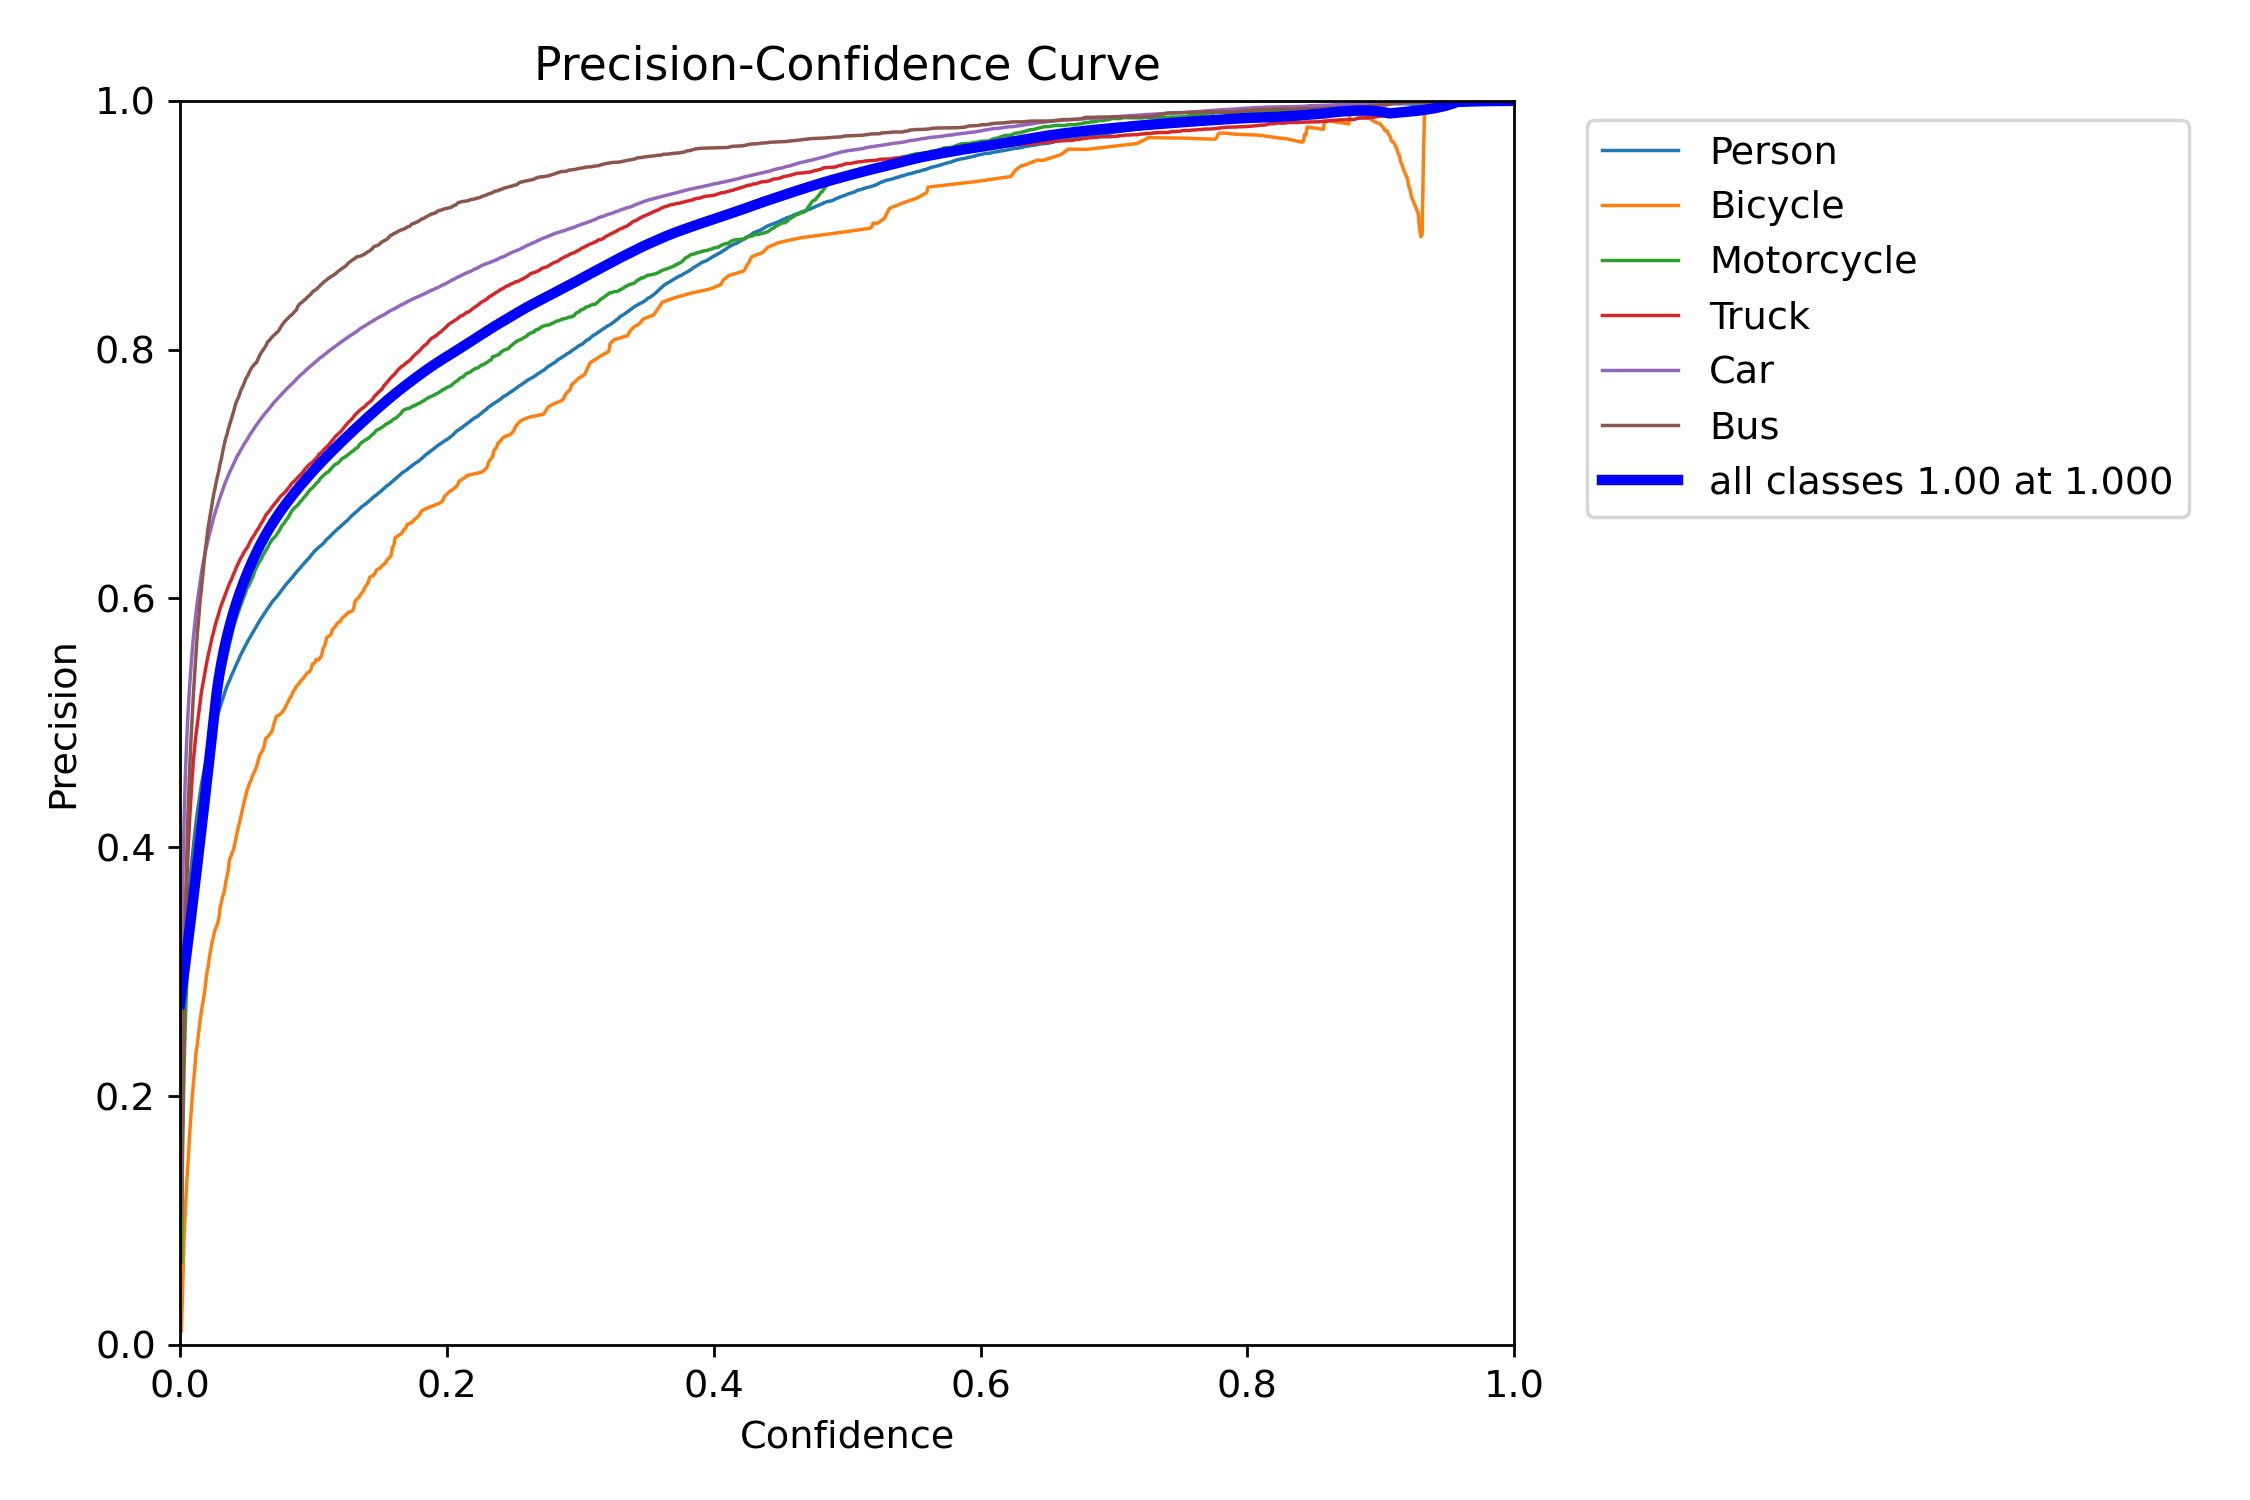 Precision-Confidence Curve
1.0
0.8
0.6
0.4
0.2
0.0
Precision
0.0 0.2 0.4 0.6 0.8 1.0
Confidence
Person
Bicycle
Motorcycle
Truck
Car
Bus
all classes 1.00 at 1.000